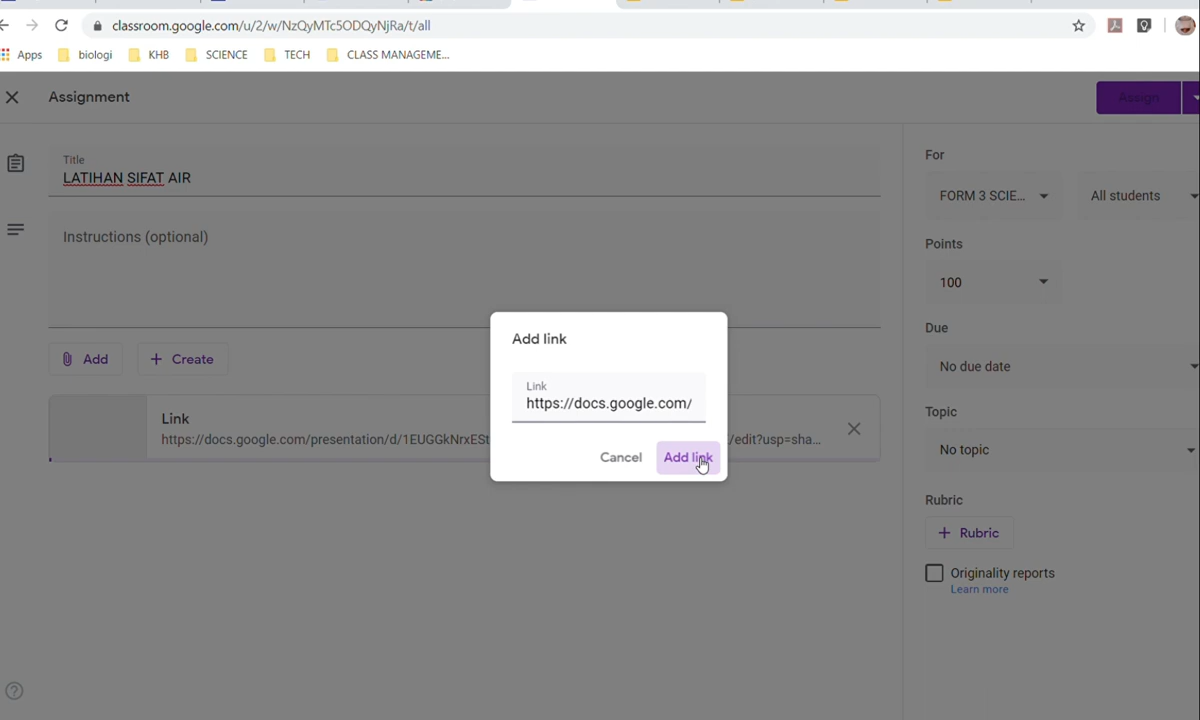 classroom.google.com/u/2/w/NzQyMTc5ODQyNjRa/t/all
Apps biologi KHB SCIENCE TECH CLASS MANAGEME...
Assignment
Assign
Title
LATIHAN SIFAT AIR
Instructions (optional)
Add Create
Link
https://docs.google.com/presentation/d/1EUGGkNrxESt
/edit?usp=sha...
Add link
Link
https://docs.google.com/
Cancel Add link
For
FORM 3 SCIE... All students
Points
100
Due
No due date
Topic
No topic
Rubric
Rubric
Originality reports
Learn more